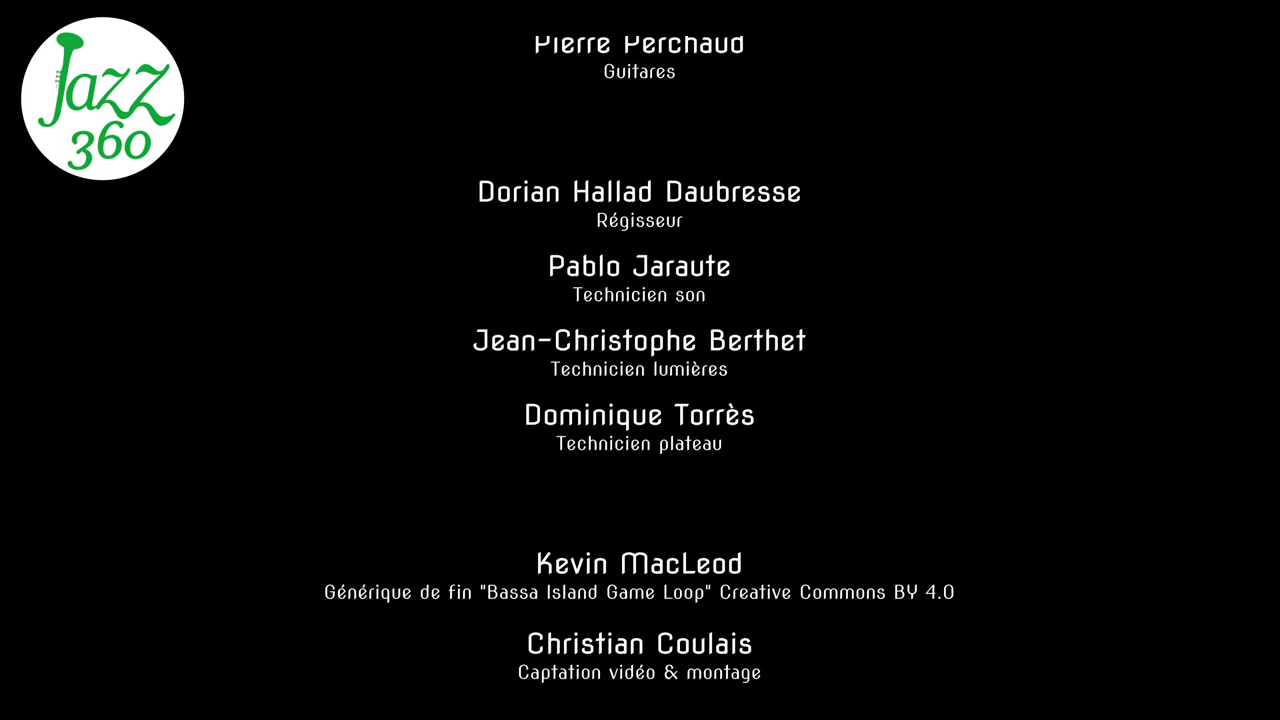 Jazz
360
Pierre Perchaud
Guitares
Dorian Hallad Daubresse
Régisseur
Pablo Jaraute
Technicien son
Jean-Christophe Berthet
Technicien lumières
Dominique Torrès
Technicien plateau
Kevin MacLeod
Générique de fin "Bassa Island Game Loop" Creative Commons BY 4.0
Christian Coulais
Captation vidéo & montage